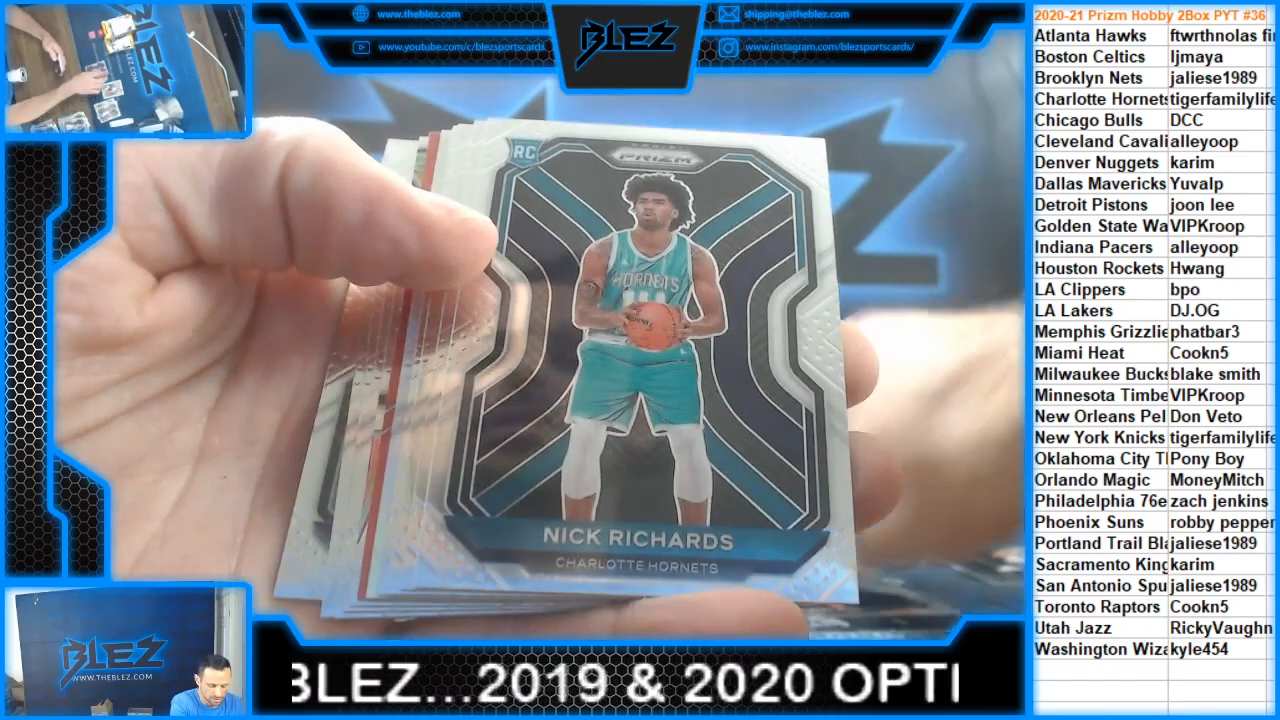 www.theblez.com
www.youtube.com/c/blezsportscards
BLEZ
shipping@theblez.com
www.instagram.com/blezsportscards/
RC
PANINI
PRIZM
HORNETS
NICK RICHARDS
CHARLOTTE HORNETS
BLEZ
WWW.THEBLEZ.COM
BLEZ...2019 & 2020 OPTI
2020-21 Prizm Hobby 2Box PYT #36
Atlanta Hawks ftwrthnolas fi
Boston Celtics ljmaya
Brooklyn Nets jaliese1989
Charlotte Hornets tigerfamilylife
Chicago Bulls DCC
Cleveland Cavali alleyoop
Denver Nuggets karim
Dallas Mavericks Yuvalp
Detroit Pistons joon lee
Golden State Wa VIPKroop
Indiana Pacers alleyoop
Houston Rockets Hwang
LA Clippers bpo
LA Lakers DJ.OG
Memphis Grizzlie phatbar3
Miami Heat Cookn5
Milwaukee Bucks blake smith
Minnesota Timbe VIPKroop
New Orleans Pel Don Veto
New York Knicks tigerfamilylife
Oklahoma City Tl Pony Boy
Orlando Magic MoneyMitch
Philadelphia 76e zach jenkins
Phoenix Suns robby pepper
Portland Trail Bla jaliese1989
Sacramento King karim
San Antonio Spu jaliese1989
Toronto Raptors Cookn5
Utah Jazz RickyVaughn
Washington Wiza kyle454